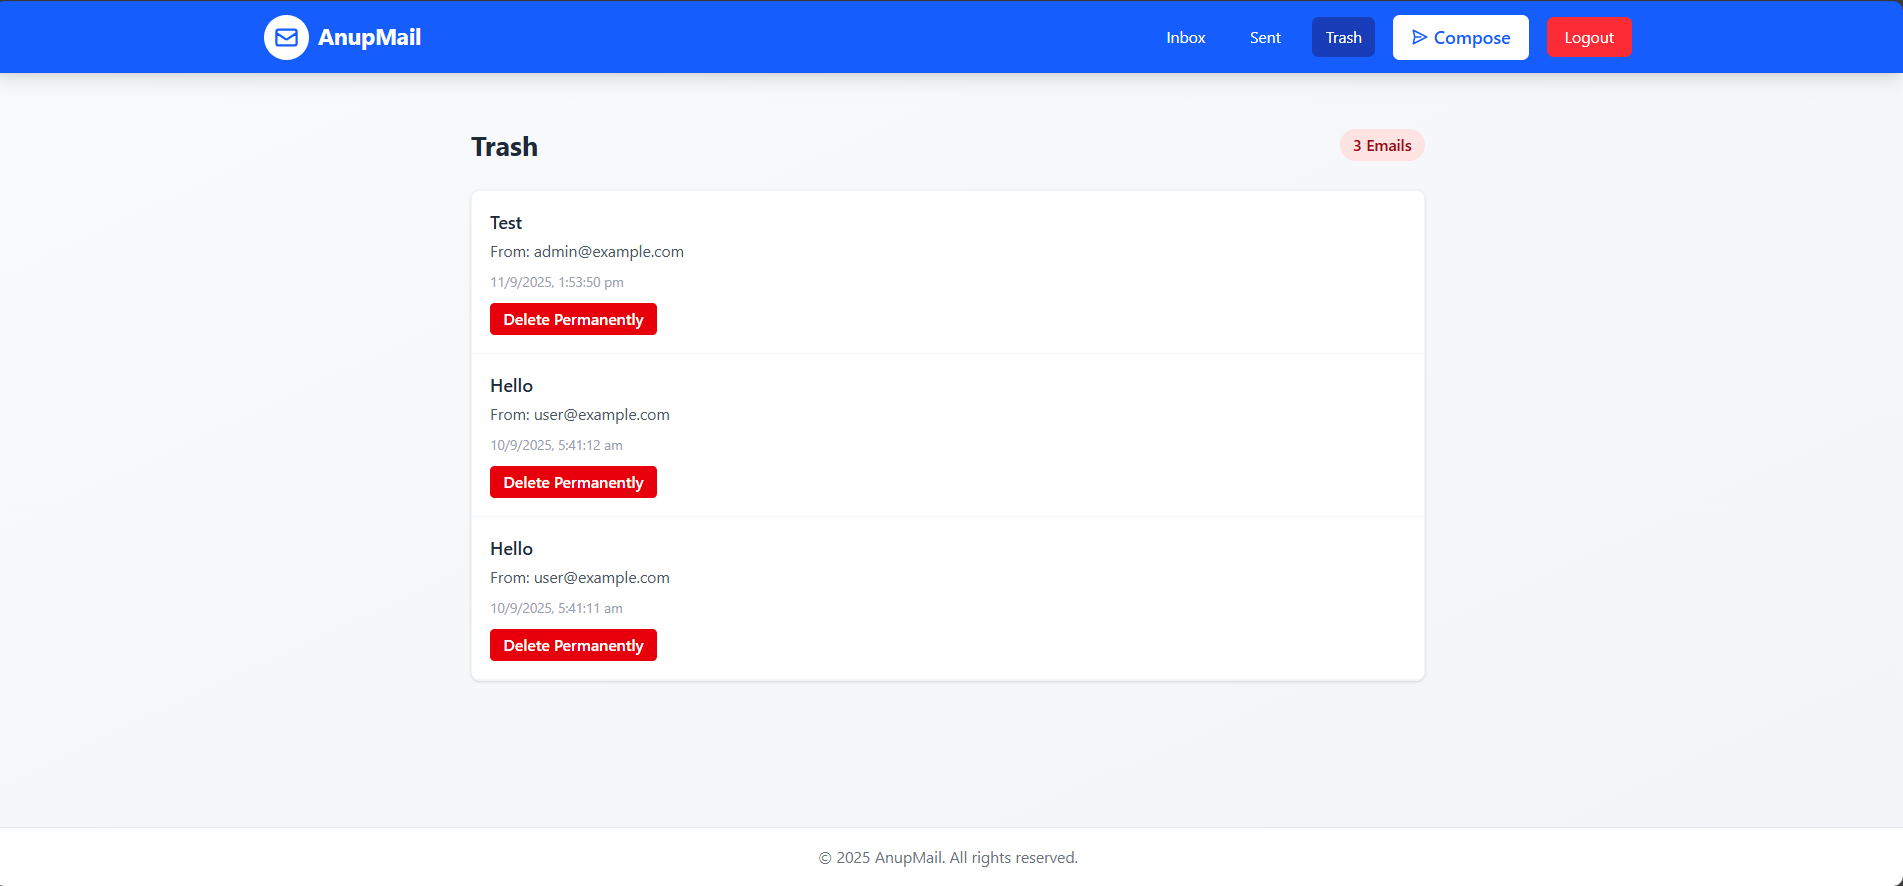 AnupMail
Inbox
Sent
Trash
Compose
Logout
Trash
3 Emails
Test
From: admin@example.com
11/9/2025, 1:53:50 pm
Delete Permanently
Hello
From: user@example.com
10/9/2025, 5:41:12 am
Delete Permanently
Hello
From: user@example.com
10/9/2025, 5:41:11 am
Delete Permanently
© 2025 AnupMail. All rights reserved.